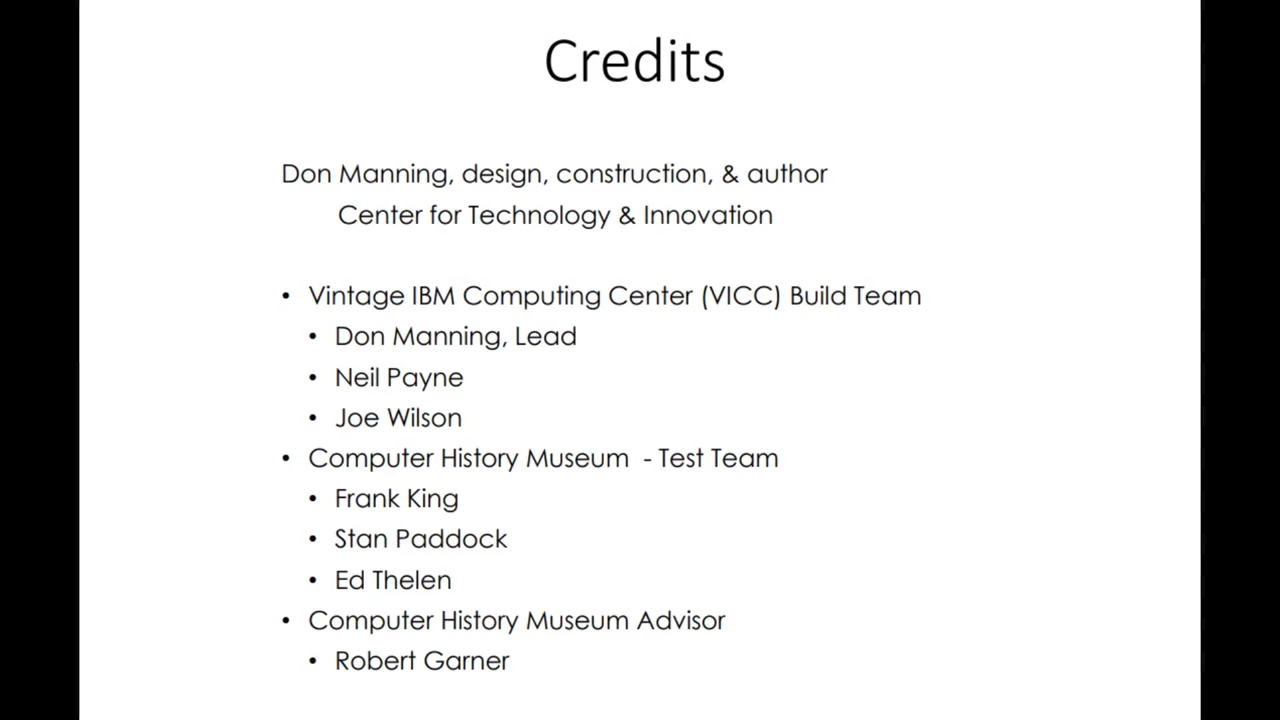 Credits
Don Manning, design, construction, & author
Center for Technology & Innovation
• Vintage IBM Computing Center (VICC) Build Team
• Don Manning, Lead
• Neil Payne
• Joe Wilson
• Computer History Museum - Test Team
• Frank King
• Stan Paddock
• Ed Thelen
• Computer History Museum Advisor
• Robert Garner